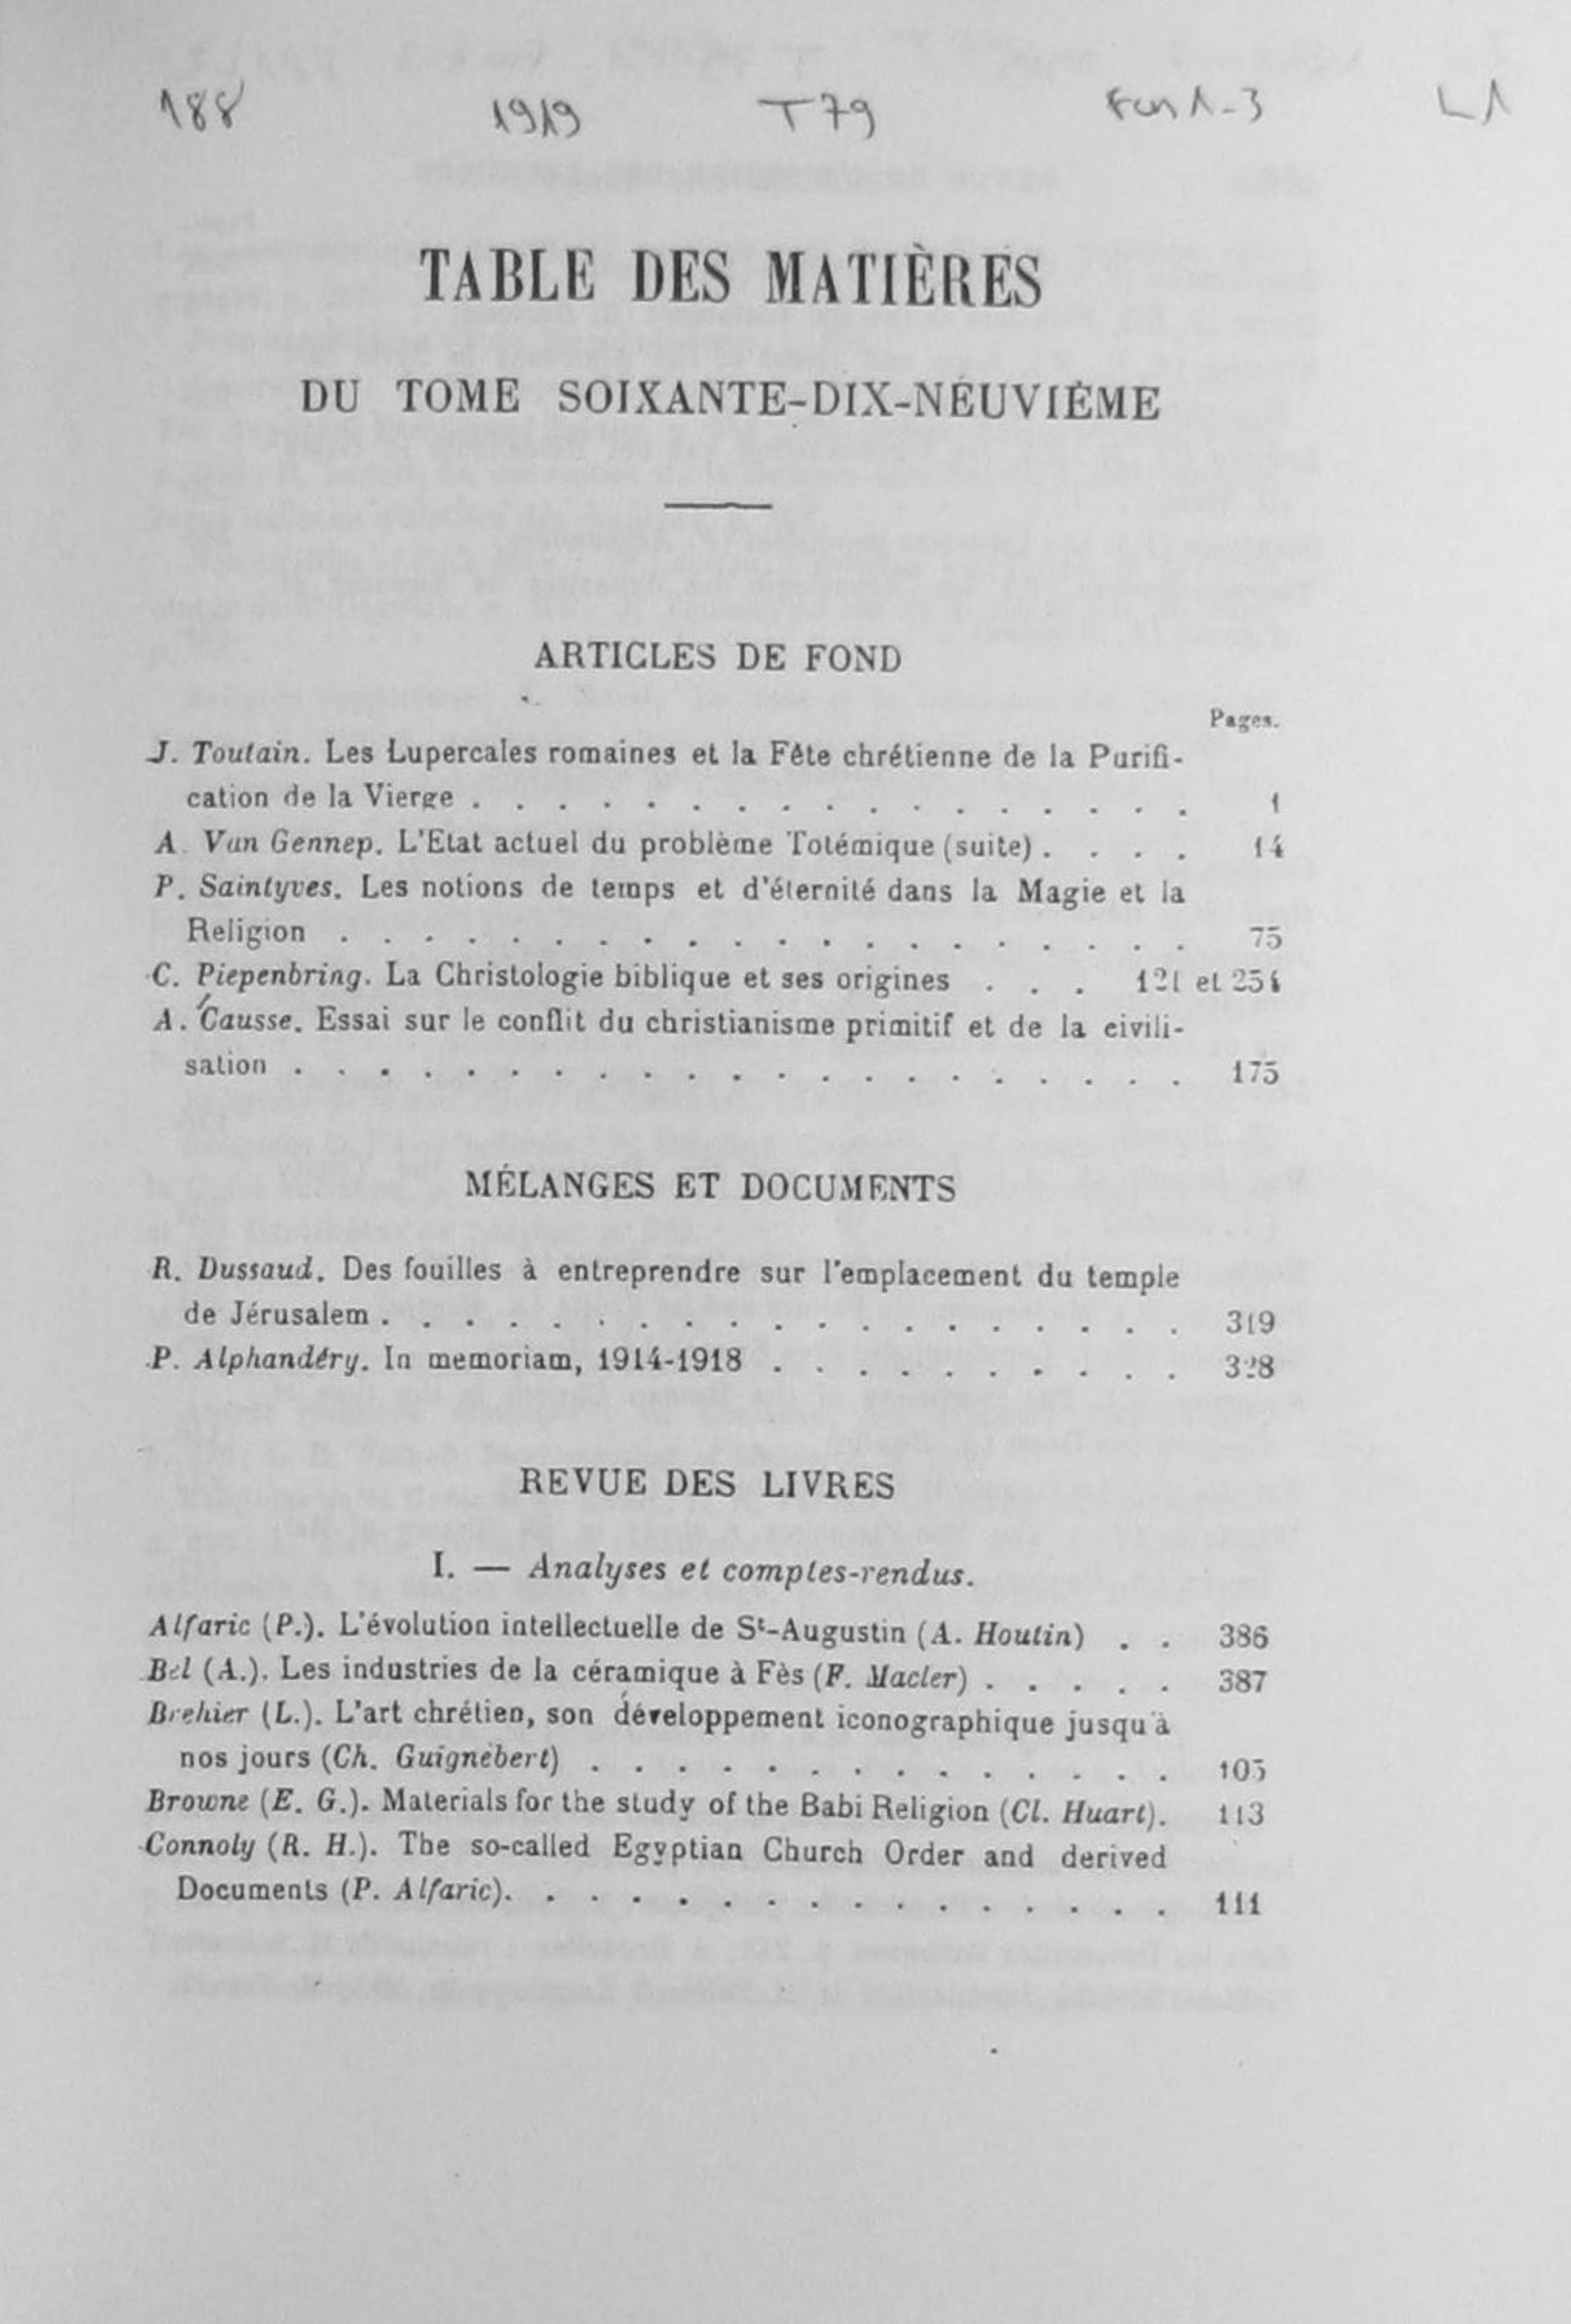 188 1919 T79 Fen 1-3 L1
TABLE DES MATIÈRES
DU TOME SOIXANTE-DIX-NEUVIÈME
ARTICLES DE FOND
Pages.
J. Toutain. Les Lupercales romaines et la Fête chrétienne de la Purifi-
cation de la Vierge . . . . . . . . . . . . . . . . . 1
A. Van Gennep. L'Etat actuel du problème Totémique (suite) . . . . 14
P. Saintyves. Les notions de temps et d'éternité dans la Magie et la
Religion . . . . . . . . . . . . . . . . . . . . 75
C. Piepenbring. La Christologie biblique et ses origines . . . 121 et 254
A. Causse. Essai sur le conflit du christianisme primitif et de la civili-
sation . . . . . . . . . . . . . . . . . . . . . 175
MÉLANGES ET DOCUMENTS
R. Dussaud. Des fouilles à entreprendre sur l'emplacement du temple
de Jérusalem . . . . . . . . . . . . . . . . . . . 319
P. Alphandéry. In memoriam, 1914-1918 . . . . . . . . . . 328
REVUE DES LIVRES
I. — Analyses et comptes-rendus.
Alfaric (P.). L'évolution intellectuelle de St-Augustin (A. Houtin) . . 386
Bel (A.). Les industries de la céramique à Fès (F. Macler) . . . . . 387
Brehier (L.). L'art chrétien, son développement iconographique jusqu'à
nos jours (Ch. Guignebert) . . . . . . . . . . . . . . 105
Browne (E. G.). Materials for the study of the Babi Religion (Cl. Huart). 113
Connoly (R. H.). The so-called Egyptian Church Order and derived
Documents (P. Alfaric). . . . . . . . . . . . . . . . 111